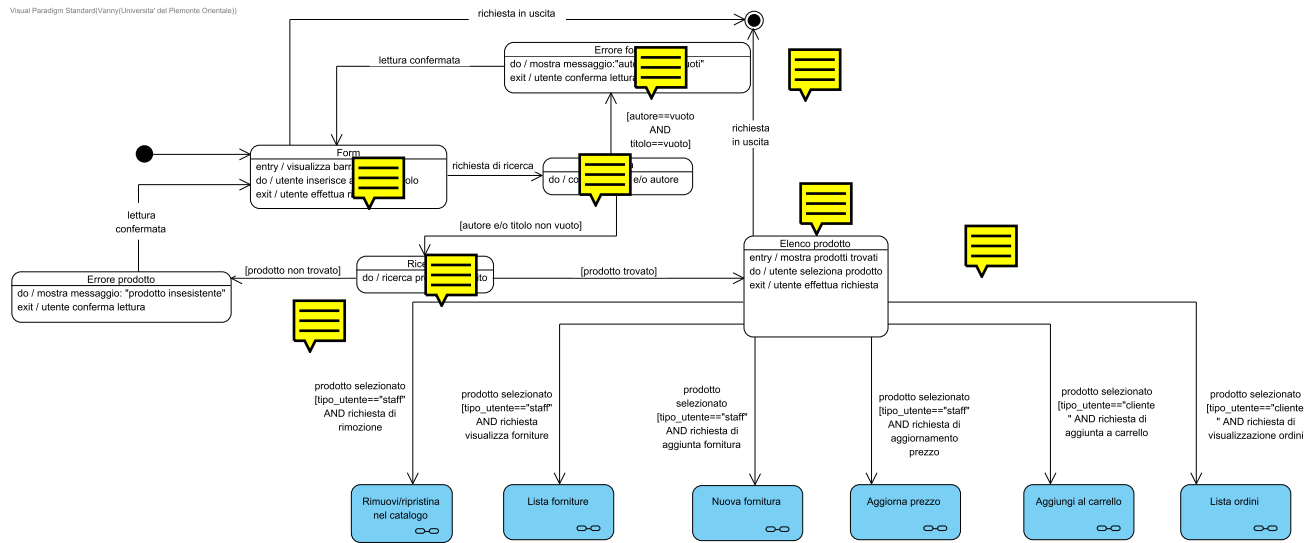 Visual Paradigm Standard(Vanny(Universita' del Piemonte Orientale))
richiesta in uscita
Errore
do / mostra messaggio:"
exit / utente conferma
lettura confermata
[autore==vuoto
AND
titolo==vuoto]
richiesta
in uscita
Form
entry / visualizza
do / utente inserisce
exit / utente effettua
richiesta di ricerca
do / e/o autore
lettura
confermata
[autore e/o titolo non vuoto]
Elenco prodotto
entry / mostra prodotti trovati
do / utente seleziona prodotto
exit / utente effettua richiesta
do / ricerca
[prodotto non trovato]
[prodotto trovato]
Errore prodotto
do / mostra messaggio: "prodotto insesistente"
exit / utente conferma lettura
prodotto selezionato
[tipo_utente=="staff"
AND richiesta di
rimozione
prodotto selezionato
[tipo_utente=="staff"
AND richiesta
visualizza forniture
prodotto
selezionato
[tipo_utente=="staff"
AND richiesta di
aggiunta fornitura
prodotto selezionato
[tipo_utente=="staff"
AND richiesta di
aggiornamento
prezzo
prodotto selezionato
[tipo_utente=="cliente
" AND richiesta di
aggiunta a carrello
prodotto selezionato
[tipo_utente=="cliente
" AND richiesta di
visualizzazione ordini
Rimuovi/ripristina
nel catalogo
Lista forniture
Nuova fornitura
Aggiorna prezzo
Aggiungi al carrello
Lista ordini